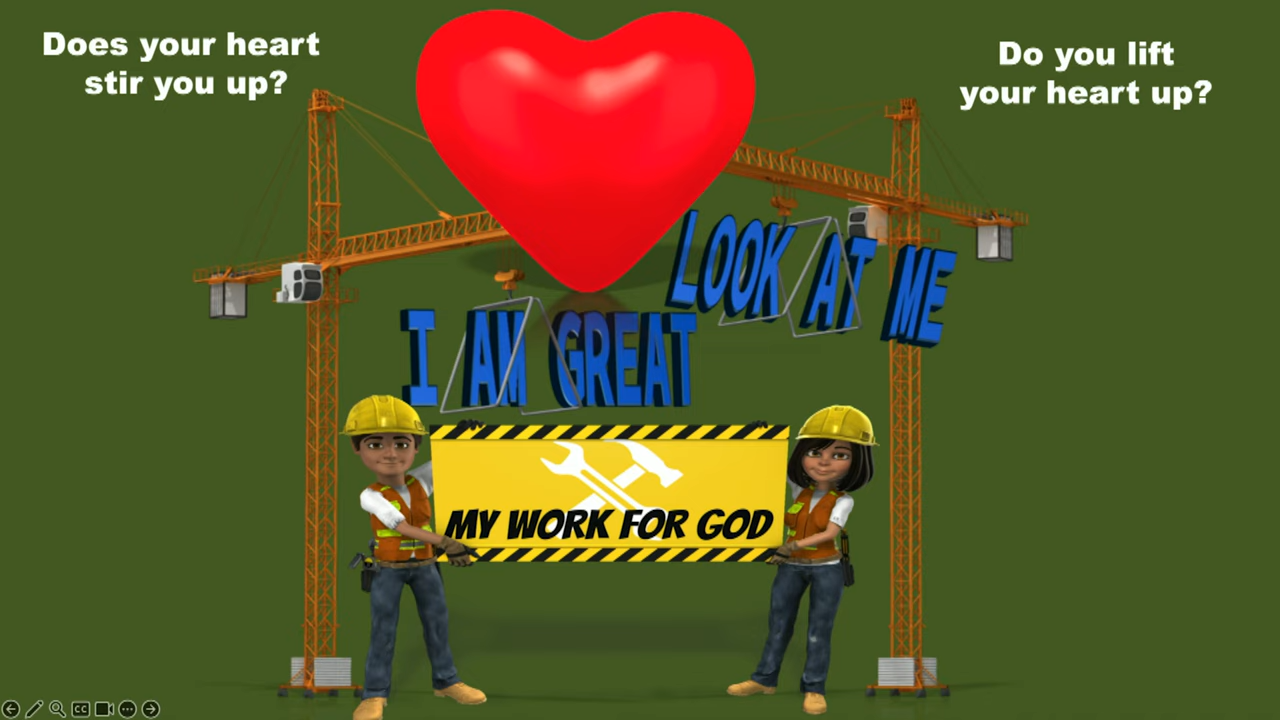 Does your heart
stir you up?
Do you lift
your heart up?
LOOK AT ME
I AM GREAT
MY WORK FOR GOD
CC